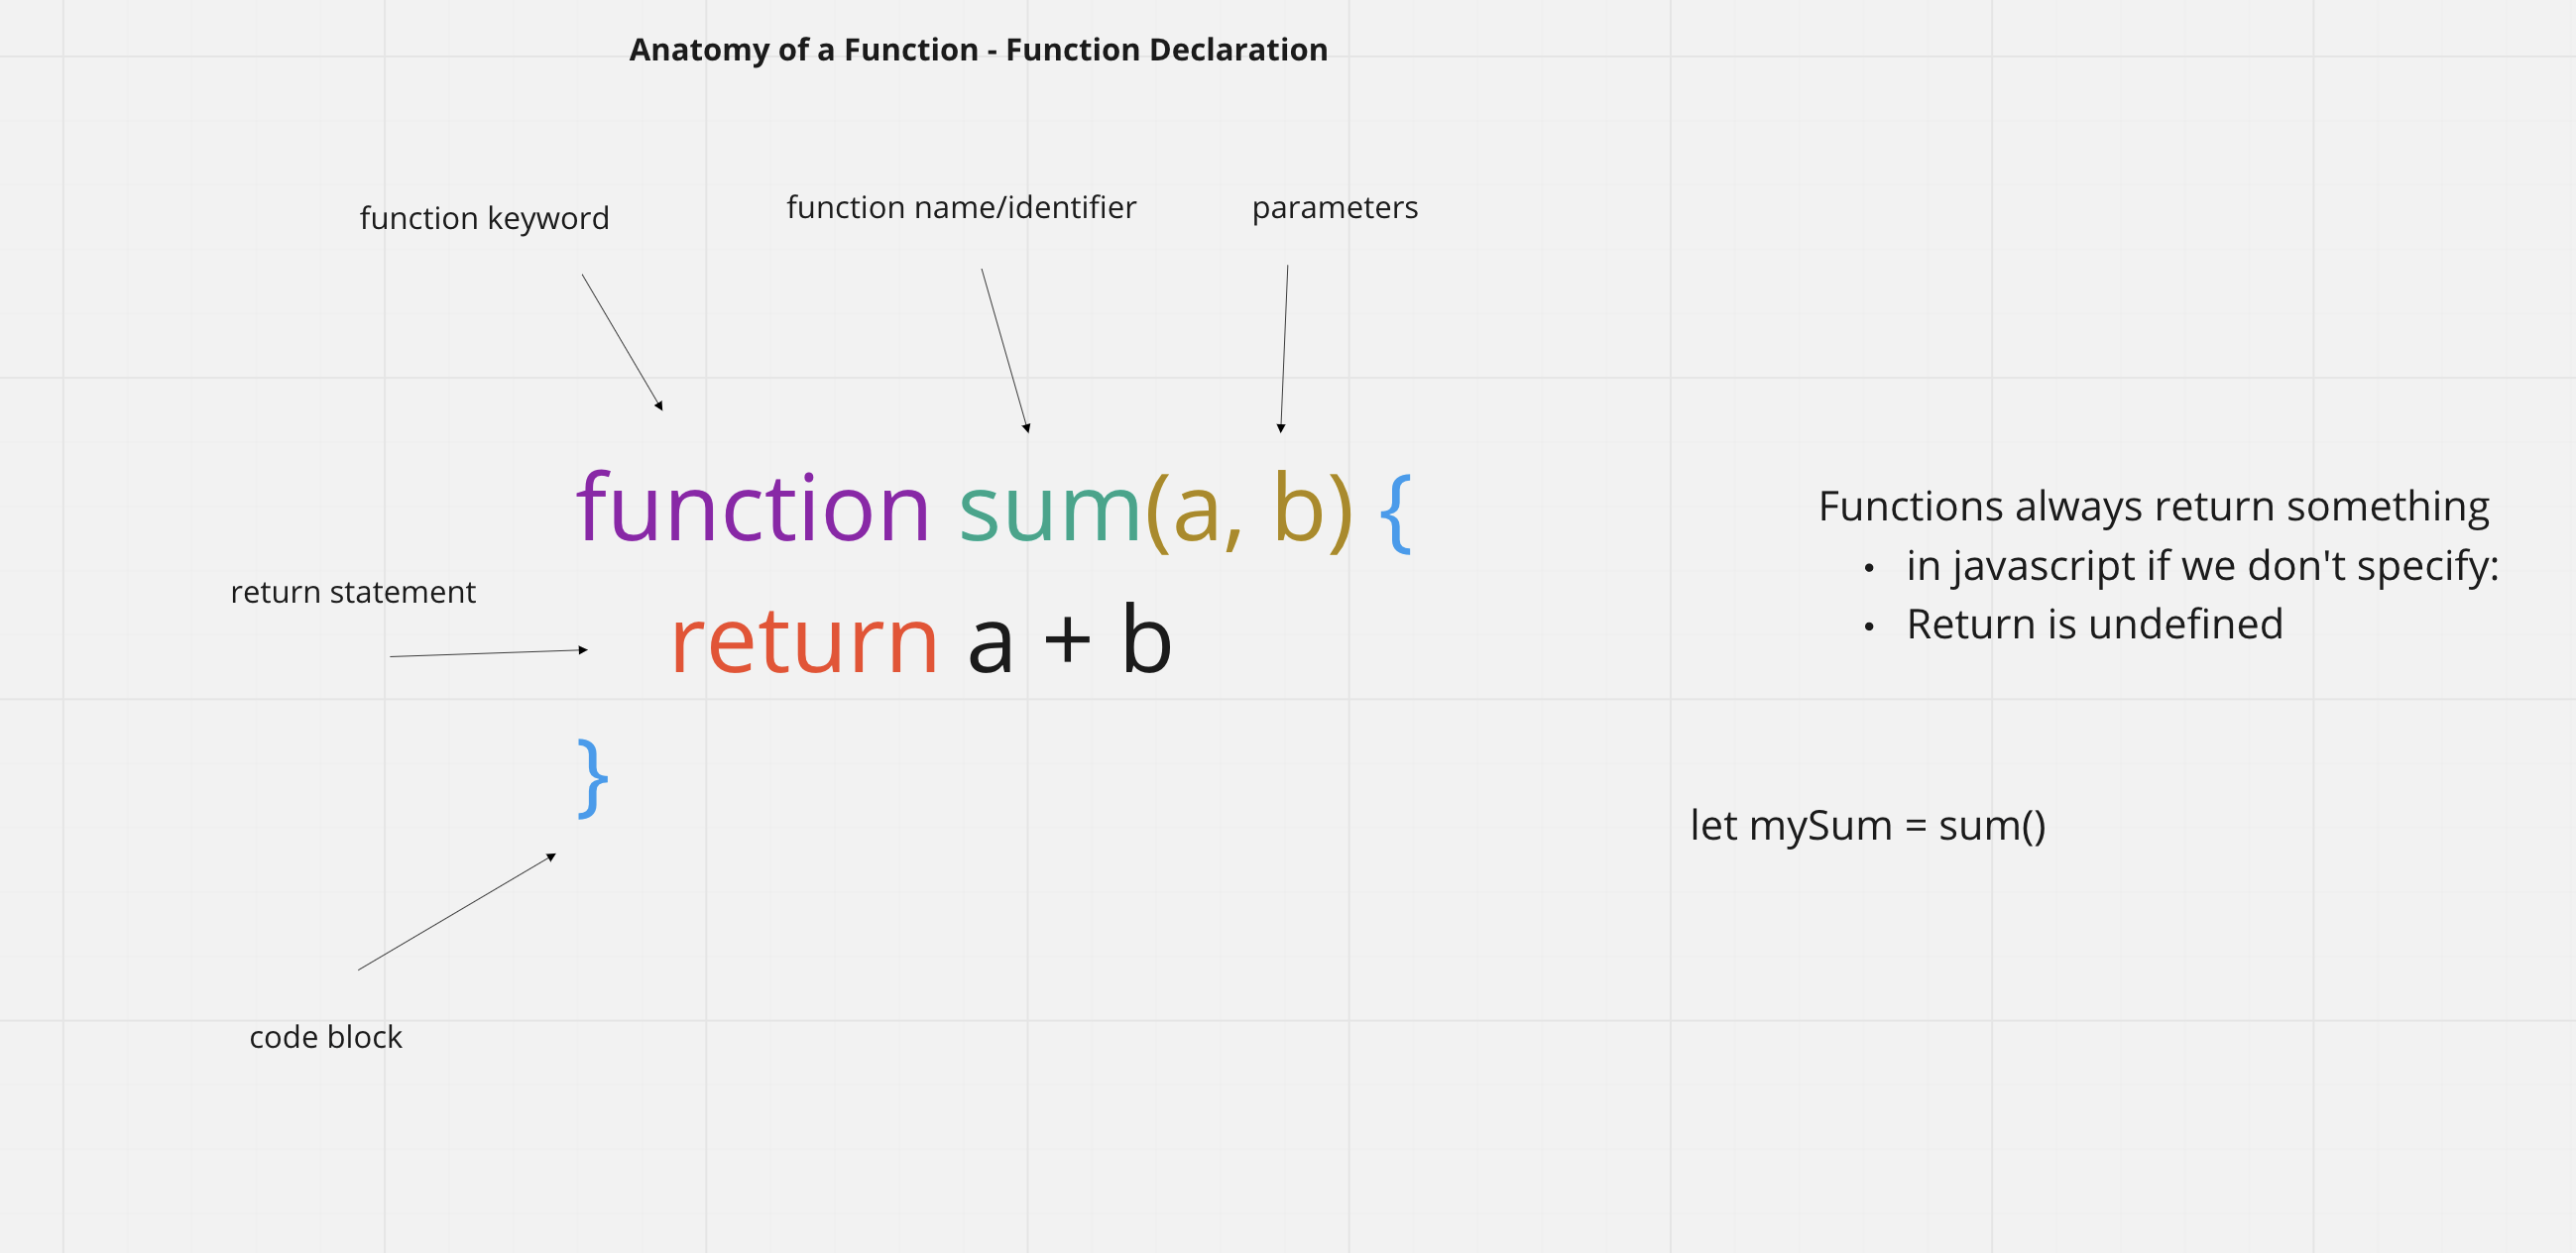 Anatomy of a Function - Function Declaration
function keyword
function name/identifier
parameters
function sum(a, b) {
return statement
return a + b
}
code block
Functions always return something
• in javascript if we don't specify:
• Return is undefined
let mySum = sum()